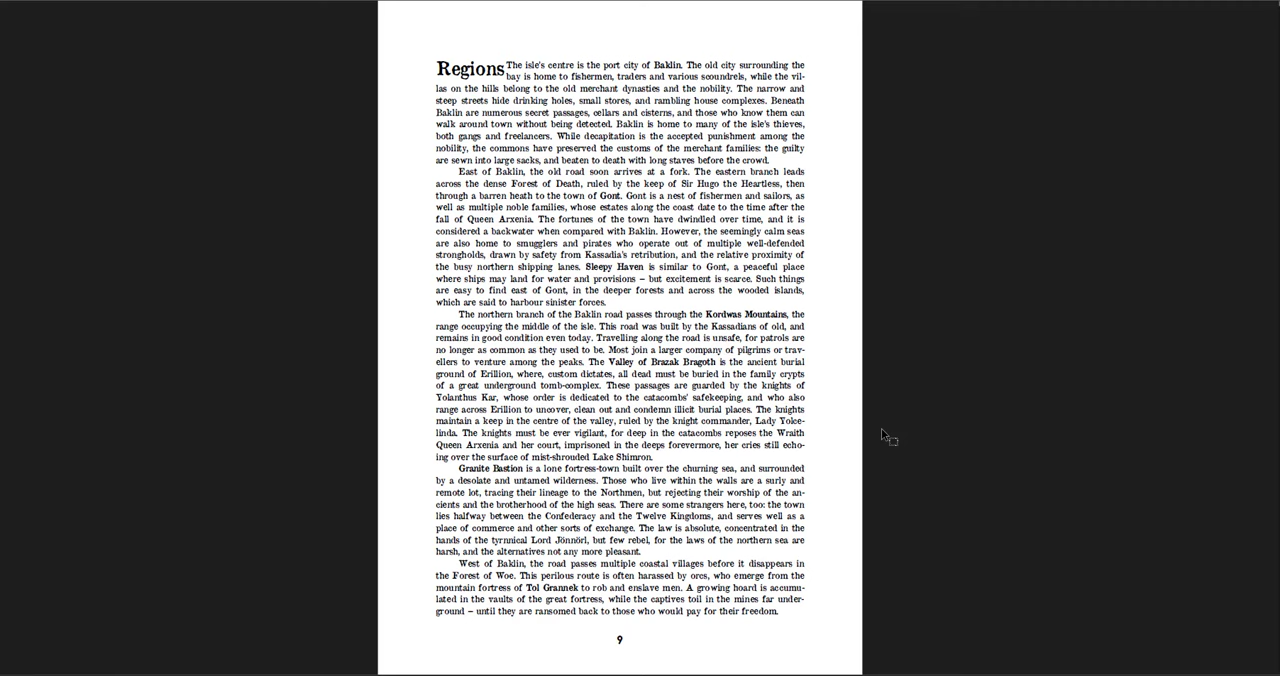 Regions The isle's centre is the port city of Baklin. The old city surrounding the
bay is home to fishermen, traders and various scoundrels, while the vil-
las on the hills belong to the old merchant dynasties and the nobility. The narrow and
steep streets hide drinking holes, small stores, and rambling house complexes. Beneath
Baklin are numerous secret passages, cellars and cisterns, and those who know them can
walk around town without being detected. Baklin is home to many of the isle's thieves,
both gangs and freelancers. While decapitation is the accepted punishment among the
nobility, the commons have preserved the customs of the merchant families: the guilty
are sewn into large sacks, and beaten to death with long staves before the crowd.
East of Baklin, the old road soon arrives at a fork. The eastern branch leads
across the dense Forest of Death, ruled by the keep of Sir Hugo the Heartless, then
through a barren heath to the town of Gont. Gont is a nest of fishermen and sailors, as
well as multiple noble families, whose estates along the coast date to the time after the
fall of Queen Arxenia. The fortunes of the town have dwindled over time, and it is
considered a backwater when compared with Baklin. However, the seemingly calm seas
are also home to smugglers and pirates who operate out of multiple well-defended
strongholds, drawn by safety from Kassadia's retribution, and the relative proximity of
the busy northern shipping lanes. Sleepy Haven is similar to Gont, a peaceful place
where ships may land for water and provisions – but excitement is scarce. Such things
are easy to find east of Gont, in the deeper forests and across the wooded islands,
which are said to harbour sinister forces.
The northern branch of the Baklin road passes through the Kordwas Mountains, the
range occupying the middle of the isle. This road was built by the Kassadians of old, and
remains in good condition even today. Travelling along the road is unsafe, for patrols are
no longer as common as they used to be. Most join a larger company of pilgrims or trav-
ellers to venture among the peaks. The Valley of Brazak Bragoth is the ancient burial
ground of Erillion, where, custom dictates, all dead must be buried in the family crypts
of a great underground tomb-complex. These passages are guarded by the knights of
Yolanthus Kar, whose order is dedicated to the catacombs' safekeeping, and who also
range across Erillion to uncover, clean out and condemn illicit burial places. The knights
maintain a keep in the centre of the valley, ruled by the knight commander, Lady Yolce-
linda. The knights must be ever vigilant, for deep in the catacombs reposes the Wraith
Queen Arxenia and her court, imprisoned in the deeps forevermore, her cries still echo-
ing over the surface of mist-shrouded Lake Shimron.
Granite Bastion is a lone fortress-town built over the churning sea, and surrounded
by a desolate and untamed wilderness. Those who live within the walls are a surly and
remote lot, tracing their lineage to the Northmen, but rejecting their worship of the an-
cients and the brotherhood of the high seas. There are some strangers here, too: the town
lies halfway between the Confederacy and the Twelve Kingdoms, and serves well as a
place of commerce and other sorts of exchange. The law is absolute, concentrated in the
hands of the tyrnnical Lord Jönnörl, but few rebel, for the laws of the northern sea are
harsh, and the alternatives not any more pleasant.
West of Baklin, the road passes multiple coastal villages before it disappears in
the Forest of Woe. This perilous route is often harassed by orcs, who emerge from the
mountain fortress of Tol Grannek to rob and enslave men. A growing hoard is accumu-
lated in the vaults of the great fortress, while the captives toil in the mines far under-
ground – until they are ransomed back to those who would pay for their freedom.
9